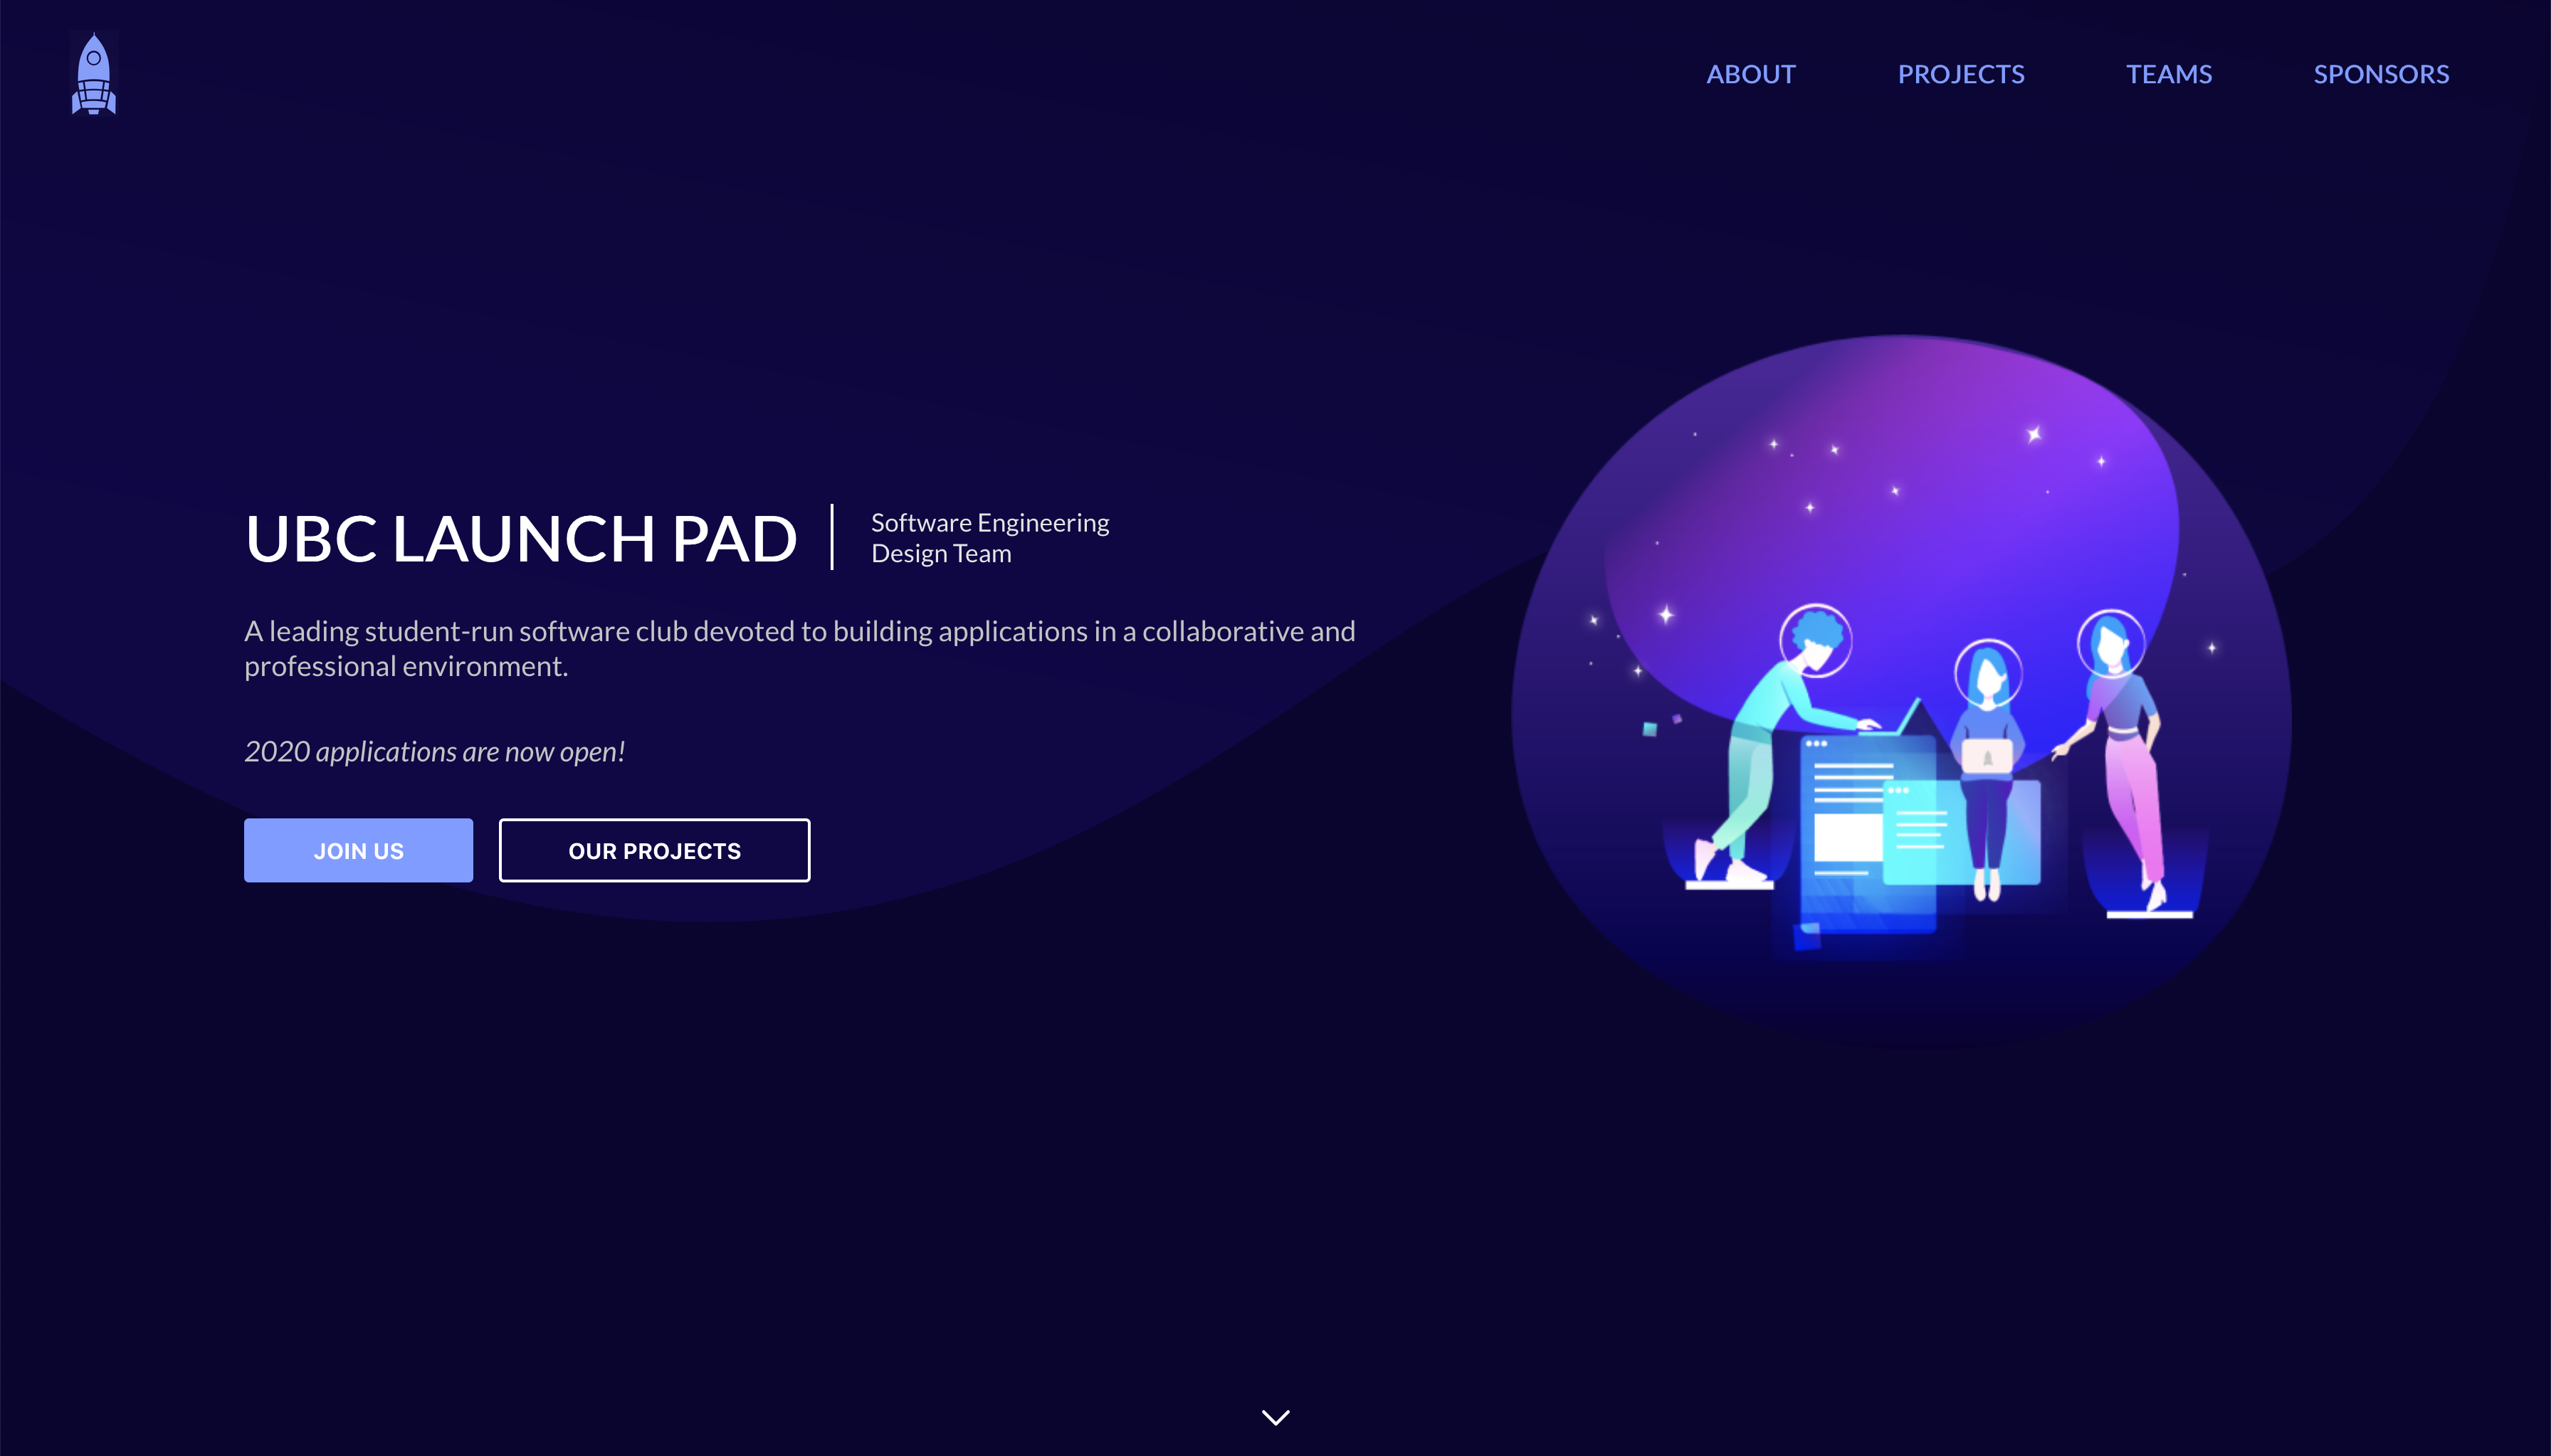 ABOUT
PROJECTS
TEAMS
SPONSORS
UBC LAUNCH PAD
Software Engineering
Design Team
A leading student-run software club devoted to building applications in a collaborative and
professional environment.
2020 applications are now open!
JOIN US
OUR PROJECTS